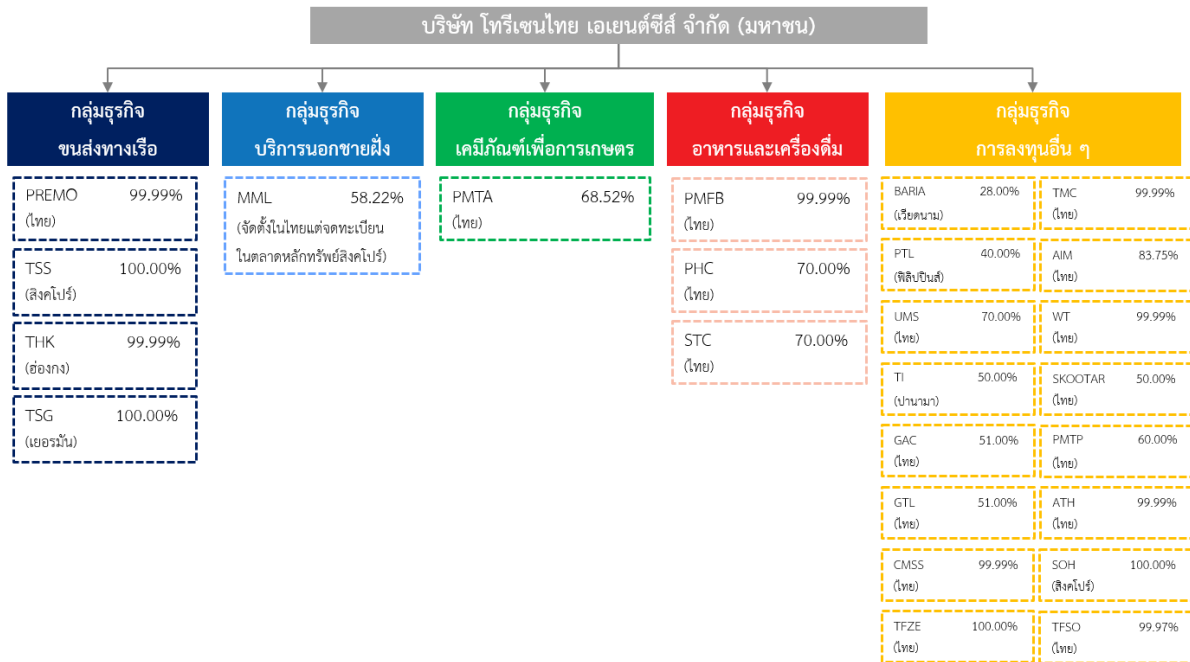 บริษัท โทรีเซนไทย เอเยนต์ซีส์ จำกัด (มหาชน)
กลุ่มธุรกิจ
ขนส่งทางเรือ
PREMO 99.99%
(ไทย)
TSS 100.00%
(สิงคโปร์)
THK 99.99%
(ฮ่องกง)
TSG 100.00%
(เยอรมัน)
กลุ่มธุรกิจ
บริการนอกชายฝั่ง
MML 58.22%
(จัดตั้งในไทยแต่จดทะเบียน
ในตลาดหลักทรัพย์สิงคโปร์)
กลุ่มธุรกิจ
เคมีภัณฑ์เพื่อการเกษตร
PMTA 68.52%
(ไทย)
กลุ่มธุรกิจ
อาหารและเครื่องดื่ม
PMFB 99.99%
(ไทย)
PHC 70.00%
(ไทย)
STC 70.00%
(ไทย)
กลุ่มธุรกิจ
การลงทุนอื่น ๆ
BARIA 28.00%
(เวียดนาม)
TMC 99.99%
(ไทย)
PTL 40.00%
(ฟิลิปปินส์)
AIM 83.75%
(ไทย)
UMS 70.00%
(ไทย)
WT 99.99%
(ไทย)
TI 50.00%
(ปานามา)
SKOOTAR 50.00%
(ไทย)
GAC 51.00%
(ไทย)
PMTP 60.00%
(ไทย)
GTL 51.00%
(ไทย)
ATH 99.99%
(ไทย)
CMSS 99.99%
(ไทย)
SOH 100.00%
(สิงคโปร์)
TFZE 100.00%
(ไทย)
TFSO 99.97%
(ไทย)